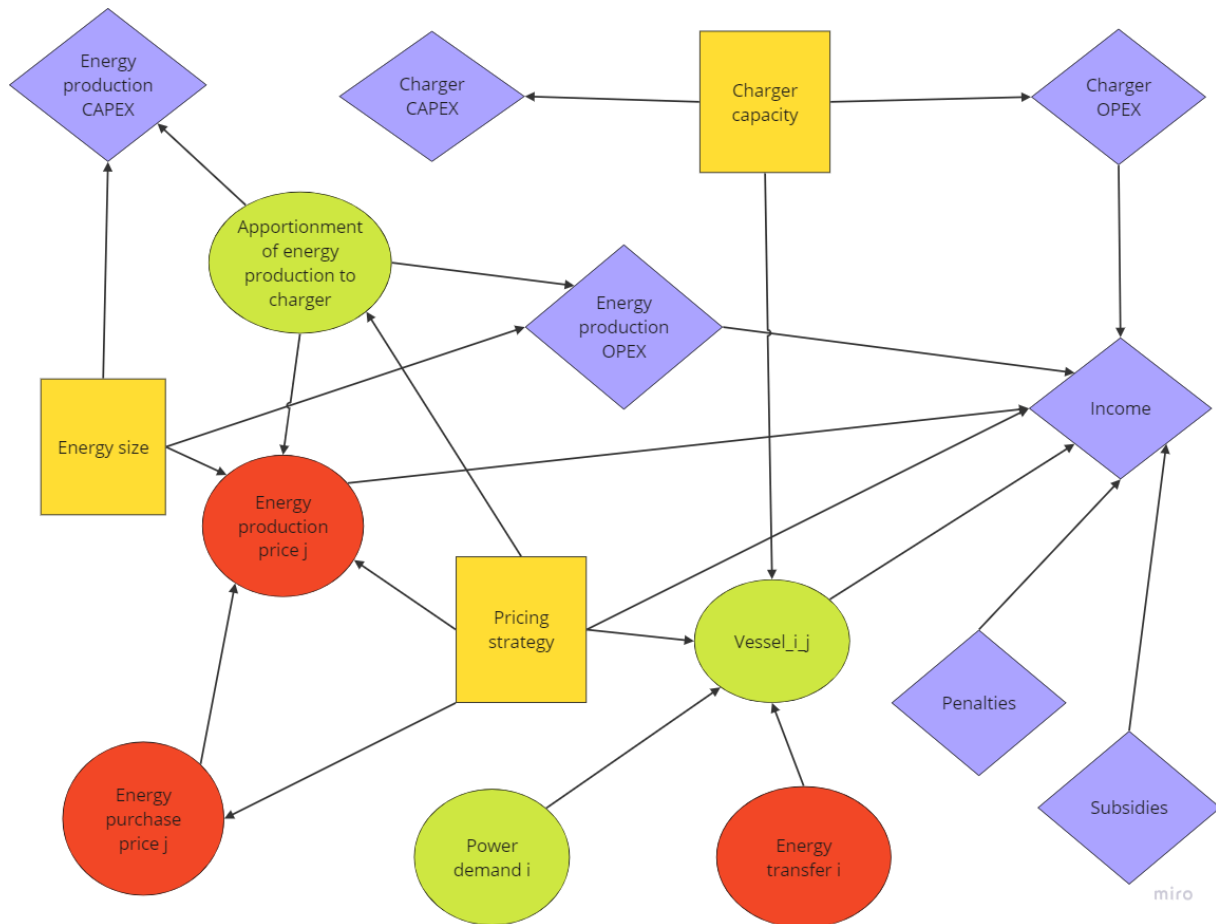 Energy
production
CAPEX
Charger
CAPEX
Charger
capacity
Charger
OPEX
Apportionment
of energy
production to
charger
Energy
production
OPEX
Income
Energy size
Energy
production
price j
Pricing
strategy
Vessel_i_j
Penalties
Subsidies
Energy
purchase
price j
Power
demand i
Energy
transfer i
miro